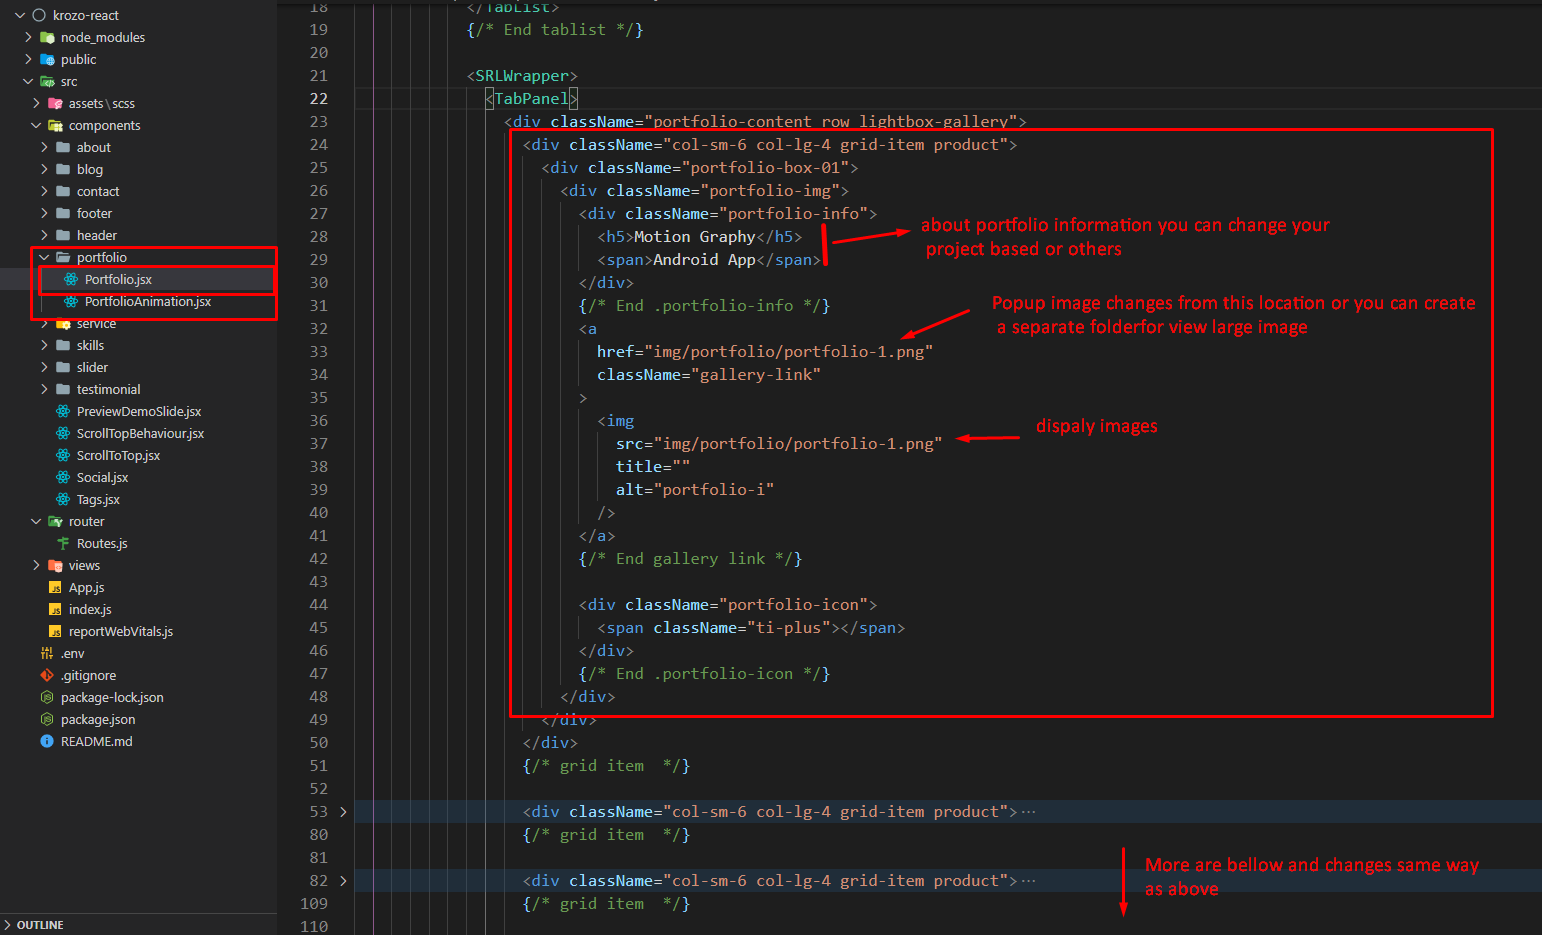 krozo-react
node_modules
public
src
assets\scss
components
about
blog
contact
footer
header
portfolio
Portfolio.jsx
PortfolioAnimation.jsx
service
skills
slider
testimonial
PreviewDemoSlide.jsx
ScrollTopBehaviour.jsx
ScrollToTop.jsx
Social.jsx
Tags.jsx
router
Routes.js
views
JS App.js
JS index.js
JS reportWebVitals.js
.env
.gitignore
package-lock.json
package.json
README.md
OUTLINE
18 </TabList>
19 {/* End tablist */}
20
21 <SRLWrapper>
22 <TabPanel>
23 <div className="portfolio-content row lightbox-gallery">
24 <div className="col-sm-6 col-lg-4 grid-item product">
25 <div className="portfolio-box-01">
26 <div className="portfolio-img">
27 <div className="portfolio-info">
28 <h5>Motion Graphy</h5>
29 <span>Android App</span>
30 </div>
31 {/* End .portfolio-info */}
32 <a
33 href="img/portfolio/portfolio-1.png"
34 className="gallery-link"
35 >
36 <img
37 src="img/portfolio/portfolio-1.png"
38 title=""
39 alt="portfolio-i"
40 />
41 </a>
42 {/* End gallery link */}
43
44 <div className="portfolio-icon">
45 <span className="ti-plus"></span>
46 </div>
47 {/* End .portfolio-icon */}
48 </div>
49 </div>
50 </div>
51 {/* grid item  */}
52
53 <div className="col-sm-6 col-lg-4 grid-item product">···
80 {/* grid item  */}
81
82 <div className="col-sm-6 col-lg-4 grid-item product">···
109 {/* grid item  */}
110
about portfolio information you can change your
project based or others
Popup image changes from this location or you can create
a separate folderfor view large image
dispaly images
More are bellow and changes same way
as above